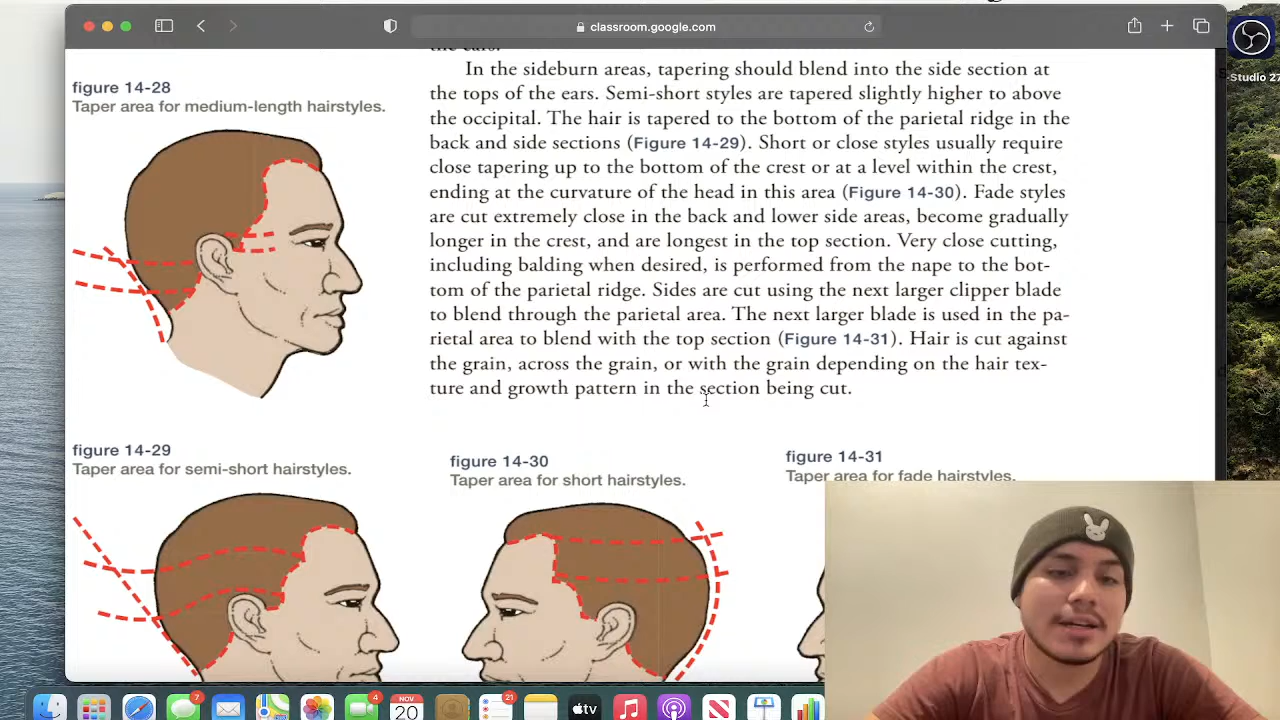 classroom.google.com
Studio 27
the ears.
In the sideburn areas, tapering should blend into the side section at
the tops of the ears. Semi-short styles are tapered slightly higher to above
the occipital. The hair is tapered to the bottom of the parietal ridge in the
back and side sections (Figure 14-29). Short or close styles usually require
close tapering up to the bottom of the crest or at a level within the crest,
ending at the curvature of the head in this area (Figure 14-30). Fade styles
are cut extremely close in the back and lower side areas, become gradually
longer in the crest, and are longest in the top section. Very close cutting,
including balding when desired, is performed from the nape to the bot-
tom of the parietal ridge. Sides are cut using the next larger clipper blade
to blend through the parietal area. The next larger blade is used in the pa-
rietal area to blend with the top section (Figure 14-31). Hair is cut against
the grain, across the grain, or with the grain depending on the hair tex-
ture and growth pattern in the section being cut.
figure 14-28
Taper area for medium-length hairstyles.
figure 14-29
Taper area for semi-short hairstyles.
figure 14-30
Taper area for short hairstyles.
figure 14-31
Taper area for fade hairstyles.
7
4
NOV
20
21
tv